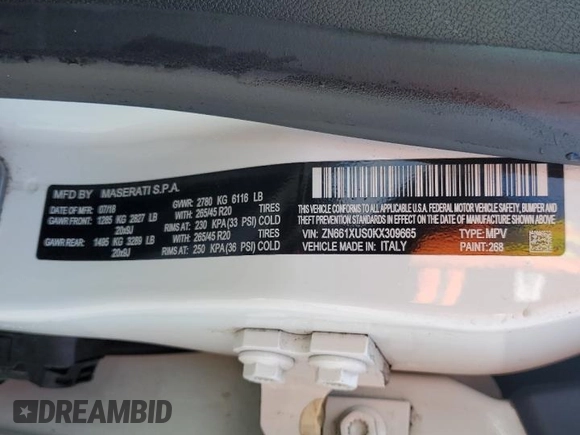 MFD BY MASERATI S.P.A.
DATE OF MFR: 07/18 GVWR: 2780 KG 6116 LB
GAWR FRONT: 1285 KG 2827 LB 265/45 R20 TIRES
20x9J RIMS AT: 230 KPA (33 PSI) COLD
GAWR REAR: 1495 KG 3289 LB 265/45 R20 TIRES
20x9J RIMS AT: 250 KPA (36 PSI) COLD
THIS VEHICLE CONFORMS TO ALL APPLICABLE U.S.A. FEDERAL MOTOR VEHICLE SAFETY, BUMPER AND
THEFT PREVENTION STANDARDS IN EFFECT ON THE DATE OF MANUFACTURE SHOWN ABOVE
VIN: ZN661XUS0KX309665 TYPE: MPV
VEHICLE MADE IN: ITALY PAINT: 268
DREAMBID